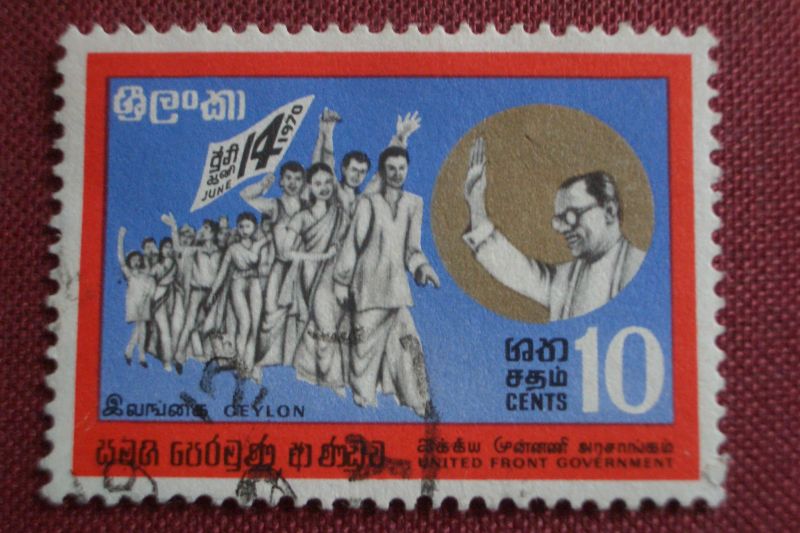 ශ්‍රී ලංකා
ජූනි
ஜூன்
JUNE
14
1970
ශත
சதம்
CENTS
10
இலங்கை CEYLON
සමගි පෙරමුණු ආණ්ඩුව
ஐக்கிய முன்னணி அரசாங்கம்
UNITED FRONT GOVERNMENT